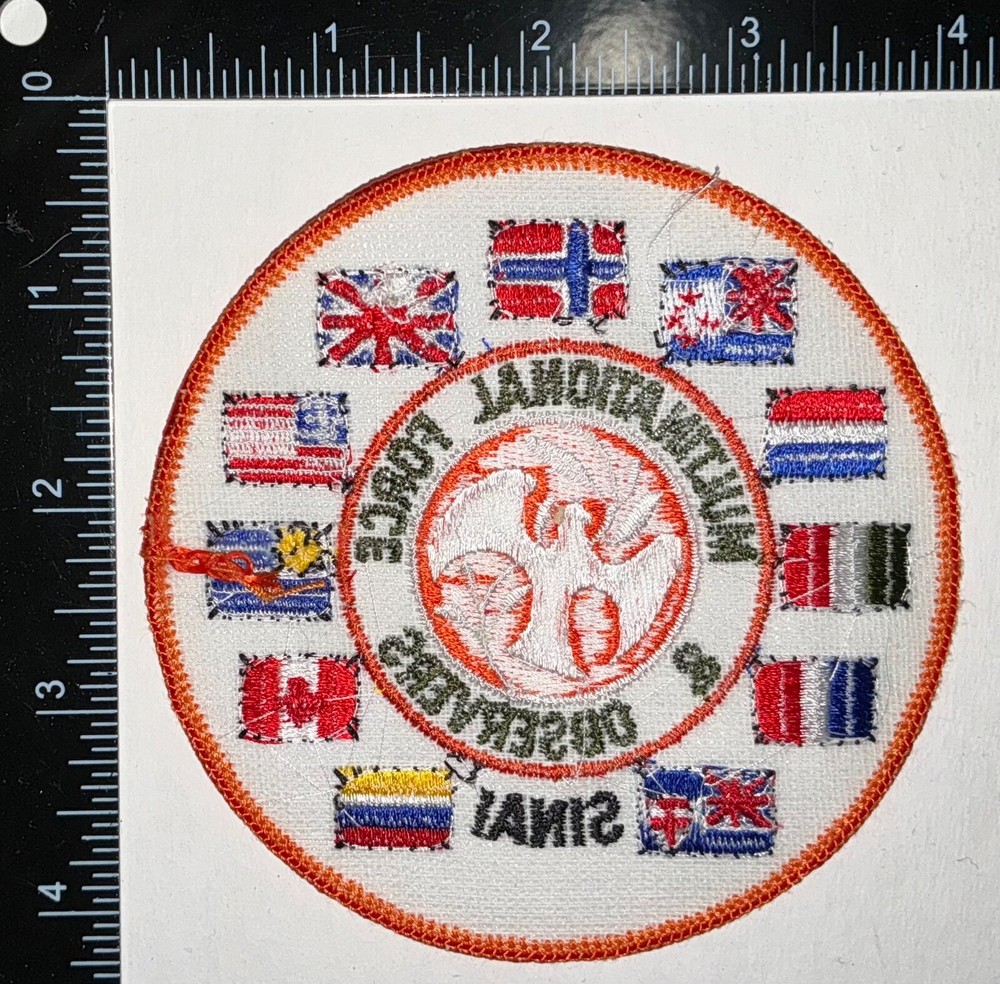 1 2 3 4
0
1
2
3
4
MULTINATIONAL FORCE
& OBSERVERS
SINAI